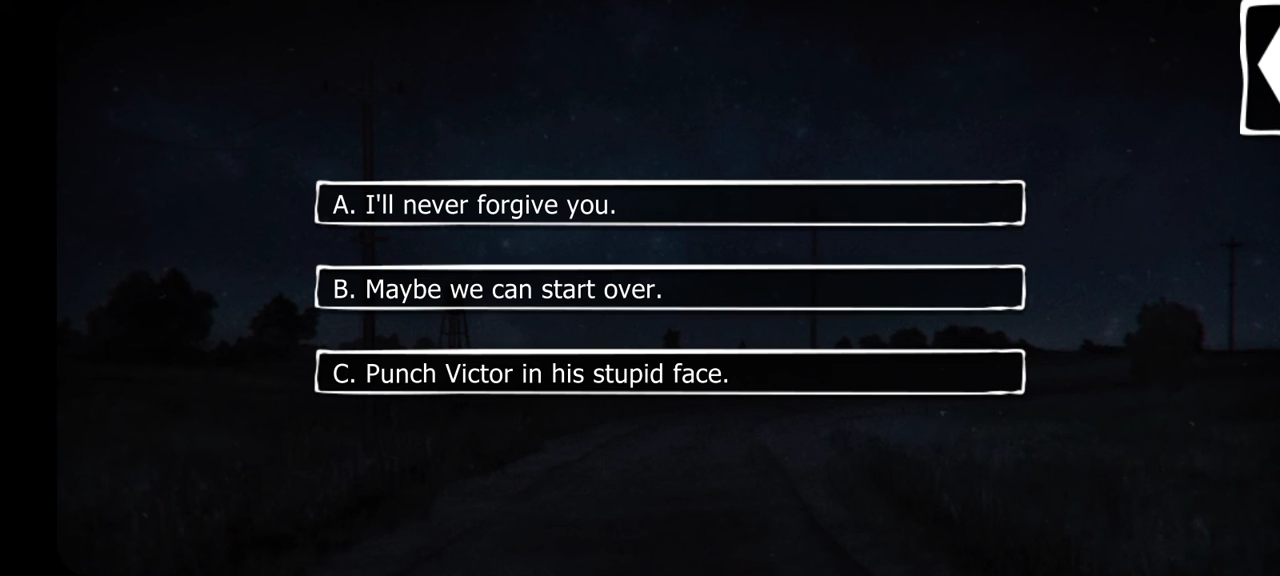 A. I'll never forgive you.
B. Maybe we can start over.
C. Punch Victor in his stupid face.